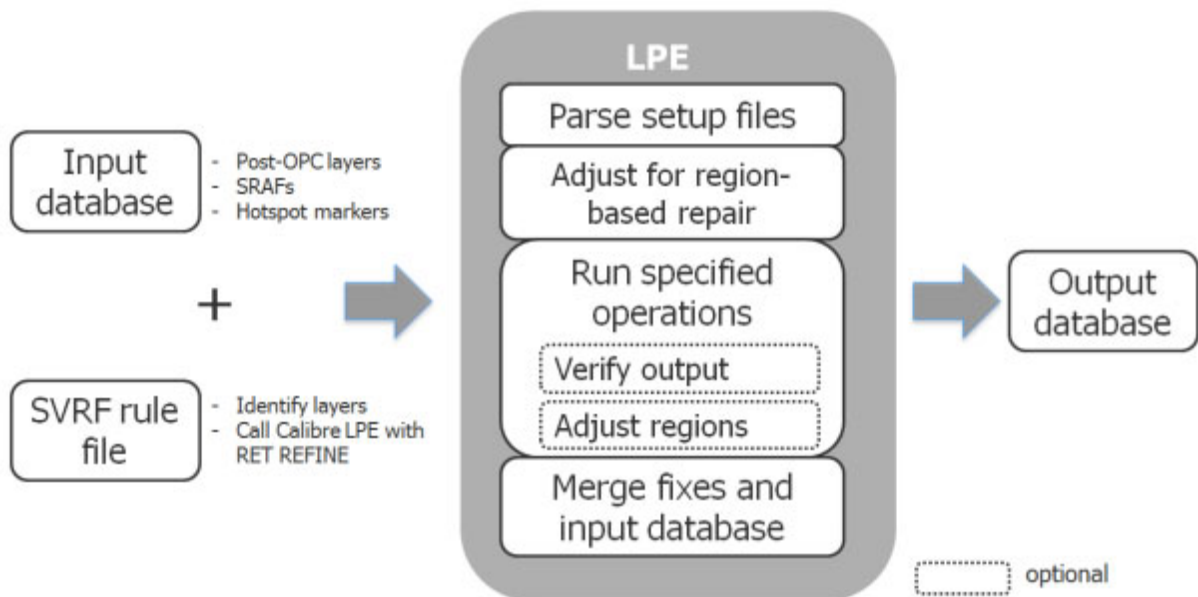 Input
database
- Post-OPC layers
- SRAFs
- Hotspot markers
+
SVRF rule
file
- Identify layers
- Call Calibre LPE with
RET REFINE
LPE
Parse setup files
Adjust for region-
based repair
Run specified
operations
Verify output
Adjust regions
Merge fixes and
input database
Output
database
optional